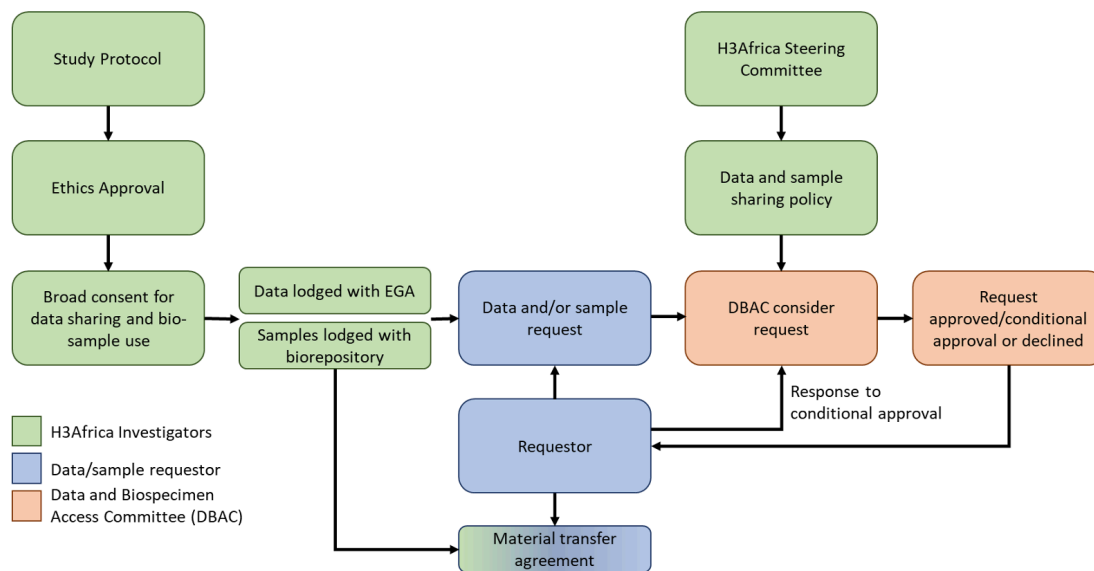 Study Protocol
H3Africa Steering
Committee
Ethics Approval
Data and sample
sharing policy
Broad consent for
data sharing and bio-
sample use
Data lodged with EGA
Samples lodged with
biorepository
Data and/or sample
request
DBAC consider
request
Request
approved/conditional
approval or declined
Response to
conditional approval
Requestor
H3Africa Investigators
Data/sample requestor
Data and Biospecimen
Access Committee (DBAC)
Material transfer
agreement